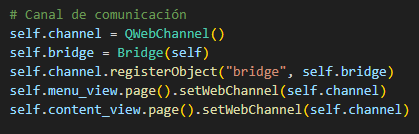 # Canal de comunicación
self.channel = QWebChannel()
self.bridge = Bridge(self)
self.channel.registerObject("bridge", self.bridge)
self.menu_view.page().setWebChannel(self.channel)
self.content_view.page().setWebChannel(self.channel)